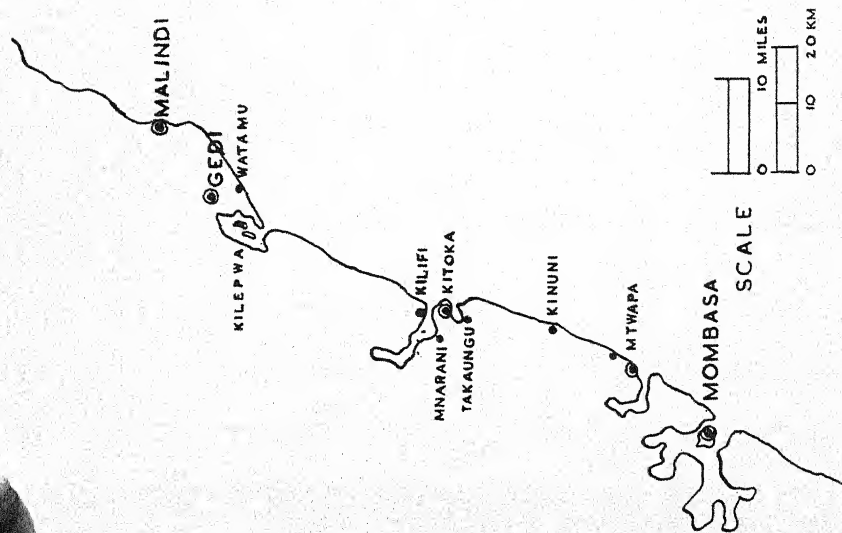 MALINDI
GEDI
WATAMU
KILEPWA
KILIFI
KITOKA
MNARANI
TAKAUNGU
KINUNI
MTWAPA
MOMBASA
SCALE
0 10 MILES
0 10 20 KM